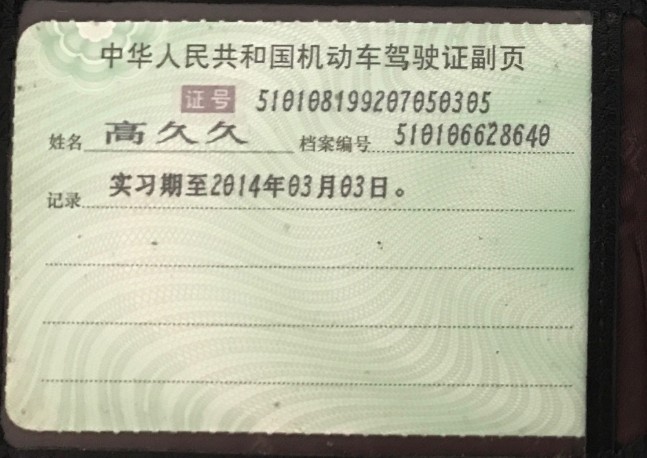 中华人民共和国机动车驾驶证副页
证号 510108199207050305
姓名 高久久 档案编号 510106628640
记录 实习期至2014年03月03日。